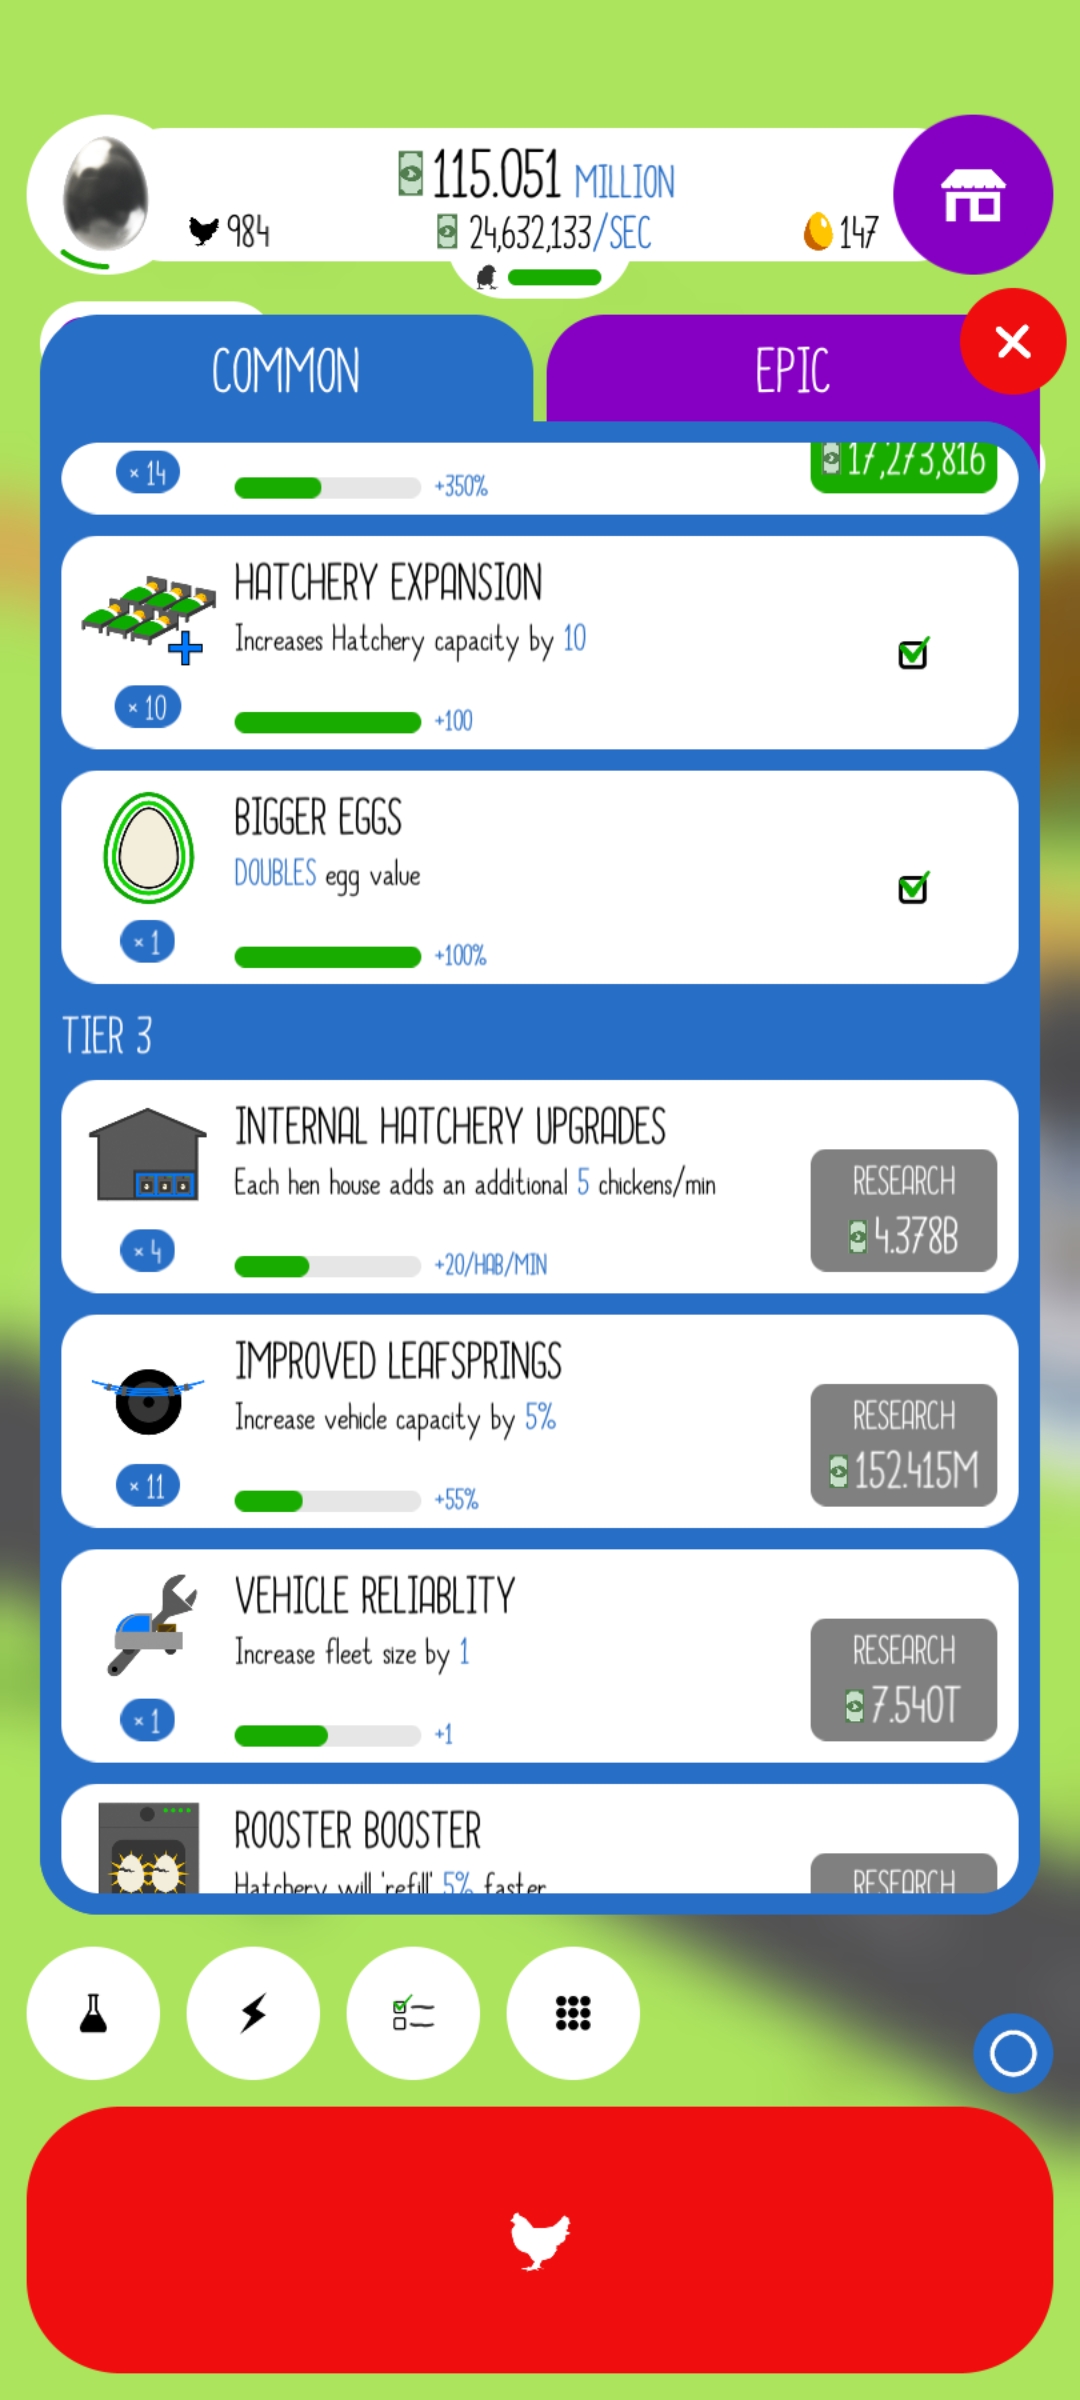 115.051 MILLION
984
24,632,133/SEC
147
COMMON
EPIC
× 14
+350%
17,273,816
HATCHERY EXPANSION
Increases Hatchery capacity by 10
× 10
+100
BIGGER EGGS
DOUBLES egg value
× 1
+100%
TIER 3
INTERNAL HATCHERY UPGRADES
Each hen house adds an additional 5 chickens/min
RESEARCH
4.378B
× 4
+20/HAB/MIN
IMPROVED LEAFSPRINGS
Increase vehicle capacity by 5%
RESEARCH
152.415M
× 11
+55%
VEHICLE RELIABLITY
Increase fleet size by 1
RESEARCH
7.540T
× 1
+1
ROOSTER BOOSTER
Hatchery will 'refill' 5% faster
RESEARCH